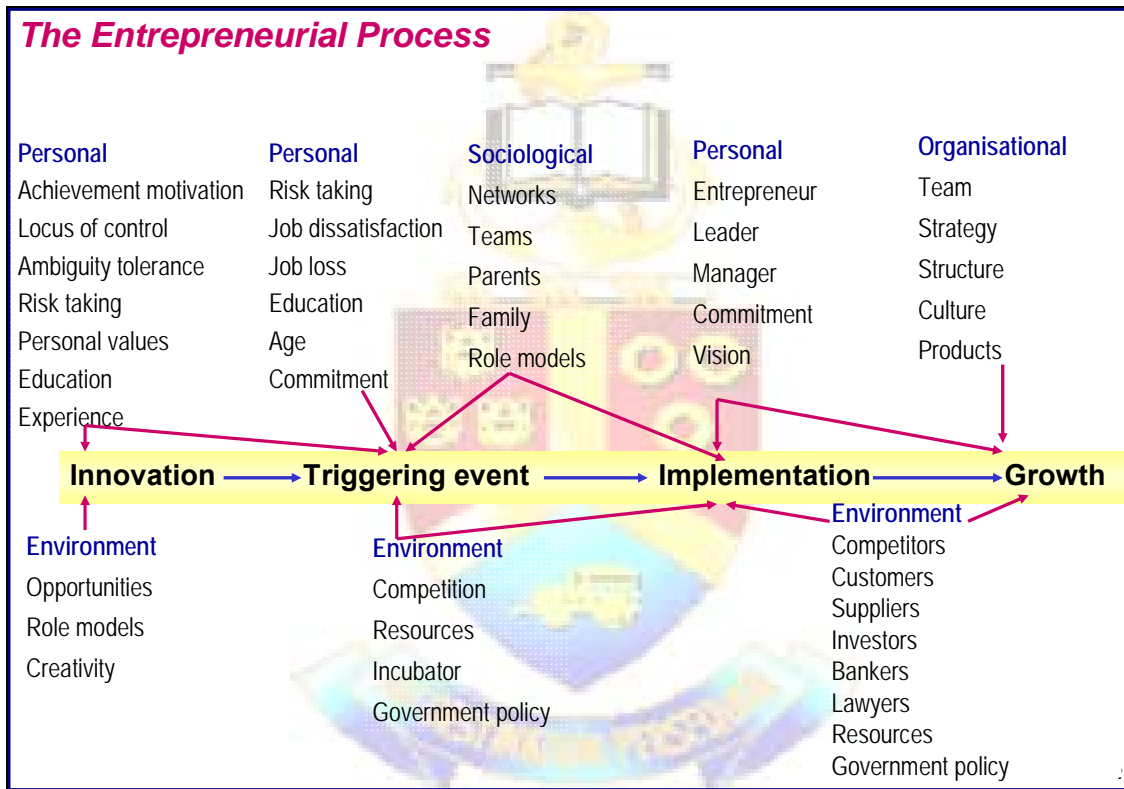 The Entrepreneurial Process
Personal
Achievement motivation
Locus of control
Ambiguity tolerance
Risk taking
Personal values
Education
Experience
Personal
Risk taking
Job dissatisfaction
Job loss
Education
Age
Commitment
Sociological
Networks
Teams
Parents
Family
Role models
Personal
Entrepreneur
Leader
Manager
Commitment
Vision
Organisational
Team
Strategy
Structure
Culture
Products
Innovation Triggering event Implementation Growth
Environment
Opportunities
Role models
Creativity
Environment
Competition
Resources
Incubator
Government policy
Environment
Competitors
Customers
Suppliers
Investors
Bankers
Lawyers
Resources
Government policy